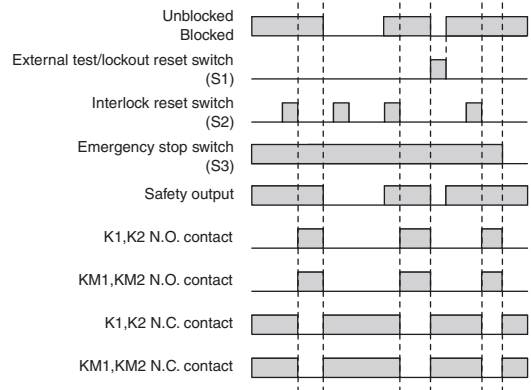 Unblocked
Blocked
External test/lockout reset switch
(S1)
Interlock reset switch
(S2)
Emergency stop switch
(S3)
Safety output
K1,K2 N.O. contact
KM1,KM2 N.O. contact
K1,K2 N.C. contact
KM1,KM2 N.C. contact